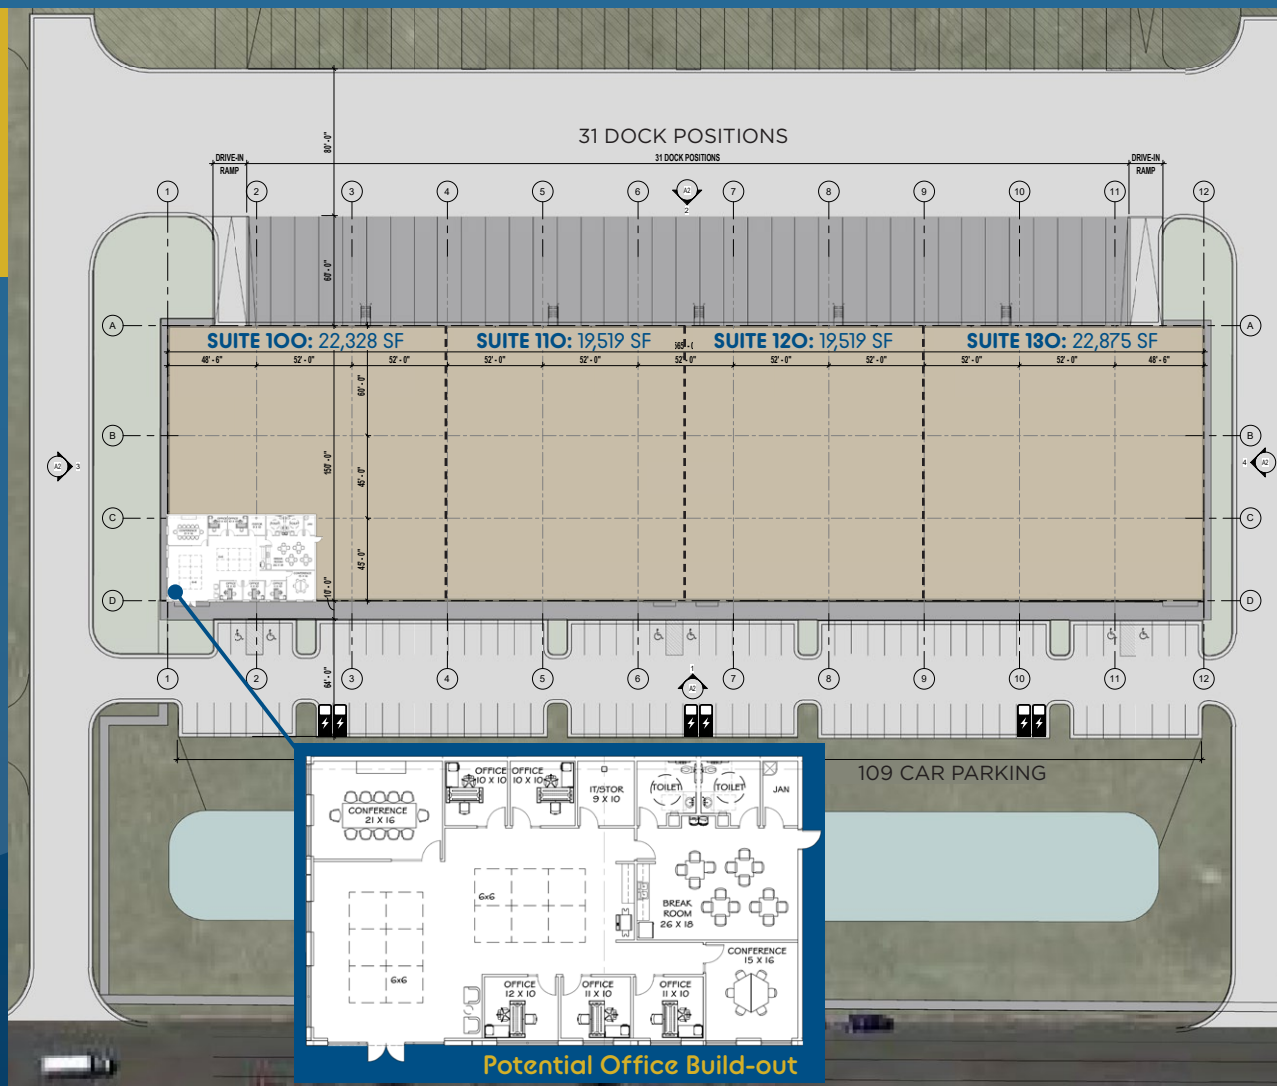 31 DOCK POSITIONS
DRIVE-IN
RAMP
31 DOCK POSITIONS
DRIVE-IN
RAMP
80' - 0"
1 2 3 4 5 6 A2 7 8 9 10 11 12
2
60' - 0"
A A
SUITE 100: 22,328 SF
SUITE 110: 19,519 SF
SUITE 120: 19,519 SF
SUITE 130: 22,875 SF
48' - 6" 52' - 0" 52' - 0" 52' - 0" 52' - 0" 52' - 0" 52' - 0" 52' - 0" 52' - 0" 52' - 0" 48' - 6"
60' - 0"
B B
A2 3
150' - 0"
45' - 0"
4 A2
C C
45' - 0"
10' - 0"
D D
64' - 0"
1 2 3 4 5 6 7 8 9 10 11 12
1
A2
109 CAR PARKING
OFFICE
10 X 10
OFFICE
10 X 10
IT/STOR
9 X 10
TOILET
TOILET
JAN
CONFERENCE
21 X 16
6x6
BREAK
ROOM
26 X 18
CONFERENCE
15 X 16
6x6
OFFICE
12 X 10
OFFICE
11 X 10
OFFICE
11 X 10
Potential Office Build-out